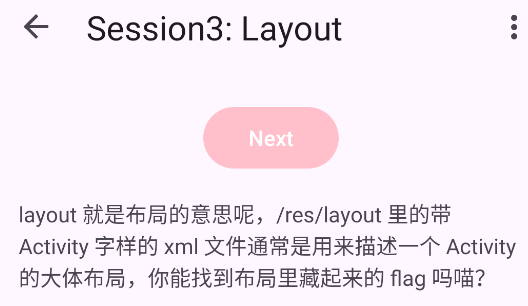 Session3: Layout
Next
layout 就是布局的意思呢，/res/layout 里的带
Activity 字样的 xml 文件通常是用来描述一个 Activity
的大体布局，你能找到布局里藏起来的 flag 吗喵？